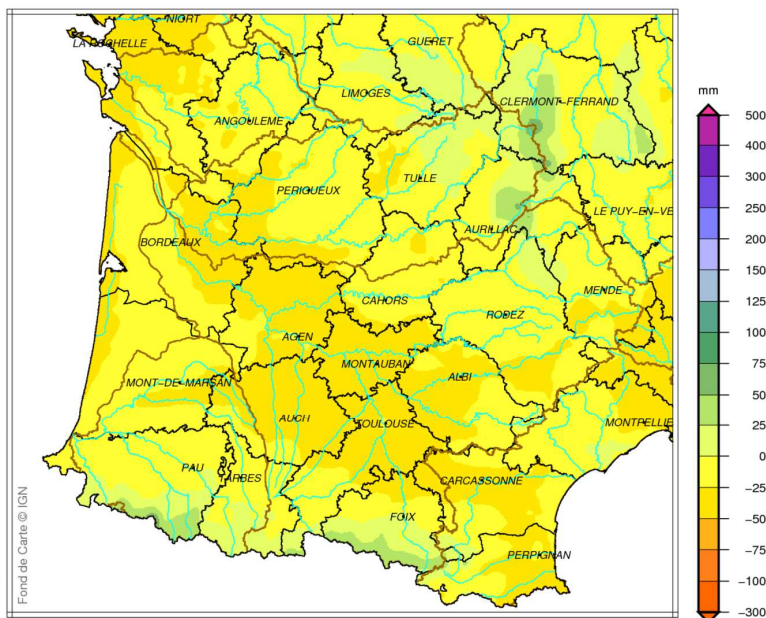 NIORT
LA ROCHELLE
GUERET
LIMOGES
CLERMONT-FERRAND
ANGOULEME
TULLE
PERIGUEUX
LE PUY-EN-VE
AURILLAC
BORDEAUX
MENDE
CAHORS
RODEZ
AGEN
MONTAUBAN
ALBI
MONT-DE-MARSAN
AUCH
TOULOUSE
MONTPELLIE
PAU
TARBES
CARCASSONNE
FOIX
PERPIGNAN
Fond de Carte © IGN
mm
500
400
300
250
200
150
125
100
75
50
25
0
-25
-50
-75
-100
-300